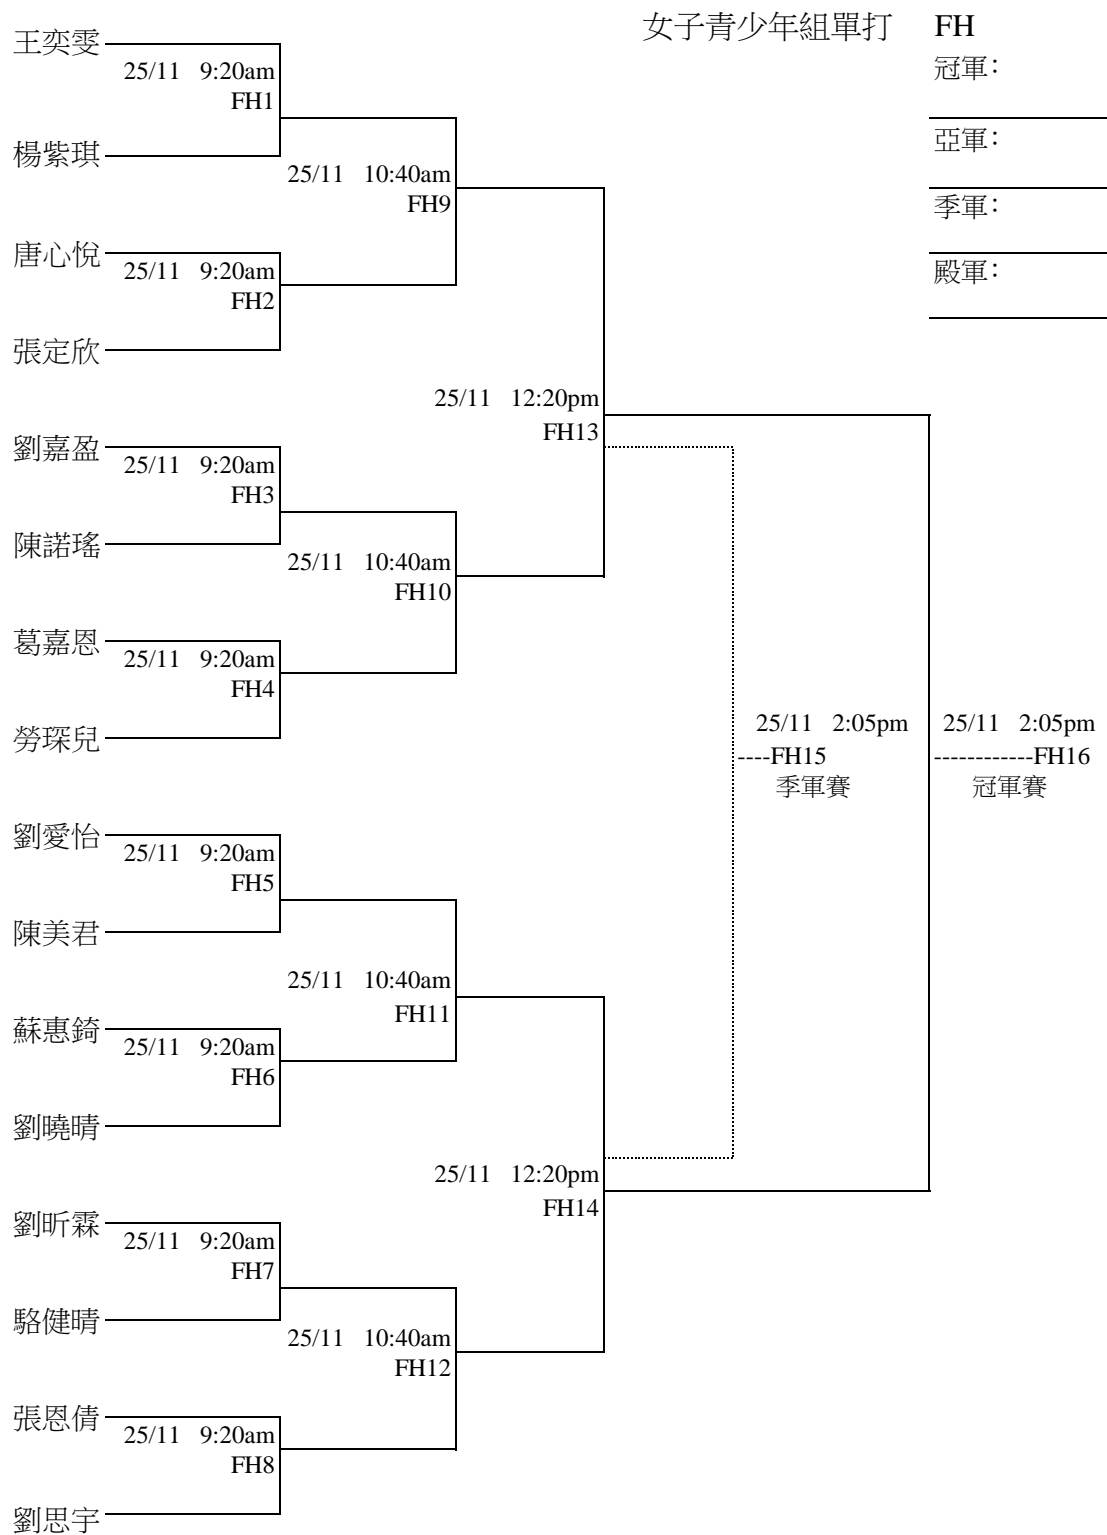 女子青少年組單打 FH
冠軍：
亞軍：
季軍：
殿軍：
王奕雯
25/11 9:20am
FH1
楊紫琪
25/11 10:40am
FH9
唐心悅
25/11 9:20am
FH2
張定欣
25/11 12:20pm
FH13
劉嘉盈
25/11 9:20am
FH3
陳諾瑤
25/11 10:40am
FH10
葛嘉恩
25/11 9:20am
FH4
勞琛兒
25/11 2:05pm
----FH15
季軍賽
25/11 2:05pm
------------FH16
冠軍賽
劉愛怡
25/11 9:20am
FH5
陳美君
25/11 10:40am
FH11
蘇惠錡
25/11 9:20am
FH6
劉曉晴
25/11 12:20pm
FH14
劉昕霖
25/11 9:20am
FH7
駱健晴
25/11 10:40am
FH12
張恩倩
25/11 9:20am
FH8
劉思宇